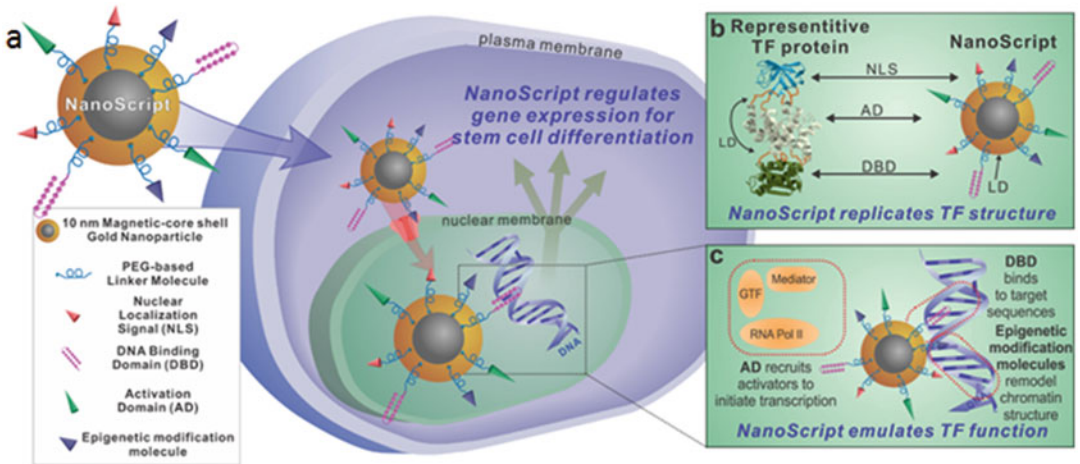 a
NanoScript
10 nm Magnetic-core shell
Gold Nanoparticle
PEG-based
Linker Molecule
Nuclear
Localization
Signal (NLS)
DNA Binding
Domain (DBD)
Activation
Domain (AD)
Epigenetic modification
molecule
plasma membrane
NanoScript regulates
gene expression for
stem cell differentiation
nuclear membrane
DNA
b
Representitive
TF protein
NanoScript
NLS
AD
LD
DBD
LD
NanoScript replicates TF structure
c
GTF
Mediator
RNA Pol II
AD recruits
activators to
initiate transcription
DBD
binds
to target
sequences
Epigenetic
modification
molecules
remodel
chromatin
structure
NanoScript emulates TF function